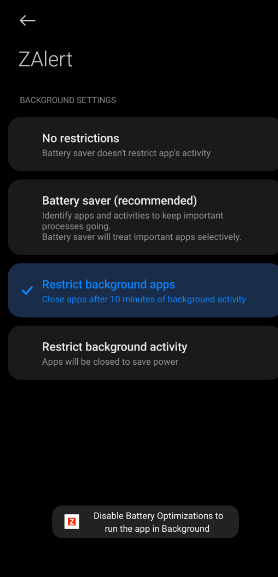 ZAlert
BACKGROUND SETTINGS
No restrictions
Battery saver doesn't restrict app's activity
Battery saver (recommended)
Identify apps and activities to keep important
processes going.
Battery saver will treat important apps selectively.
Restrict background apps
Close apps after 10 minutes of background activity
Restrict background activity
Apps will be closed to save power
Z
Disable Battery Optimizations to
run the app in Background